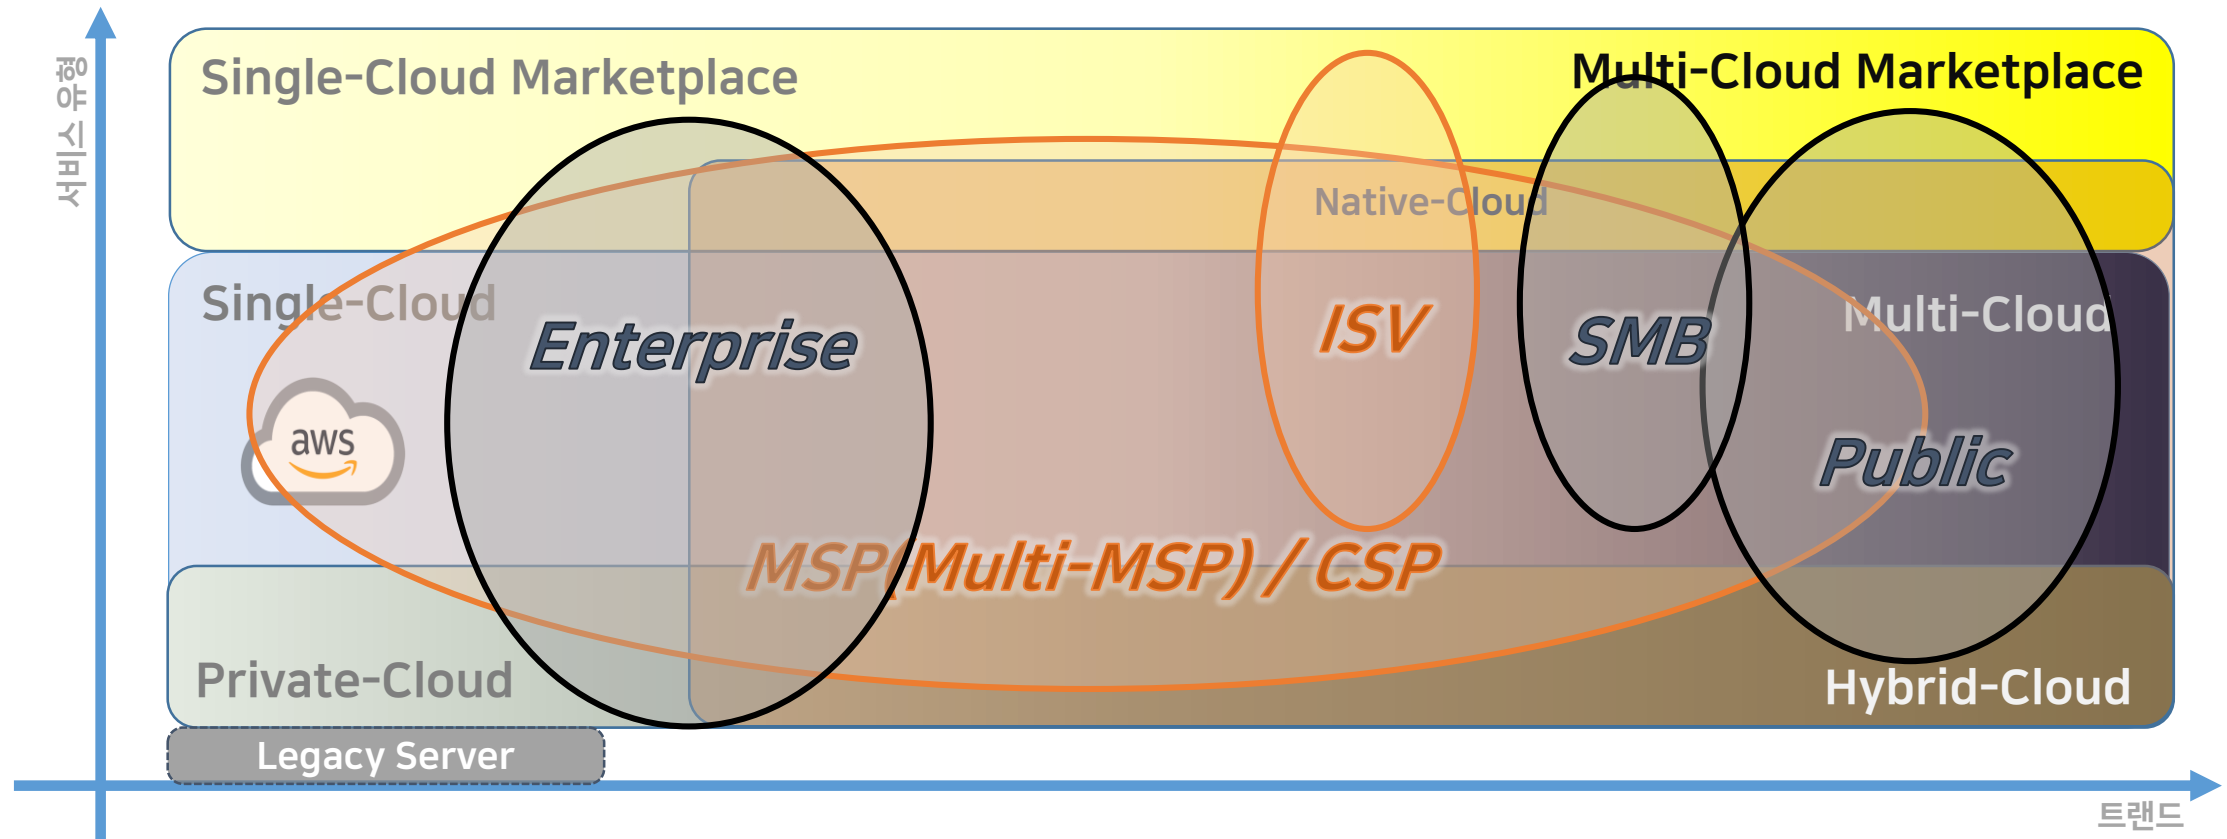 서비스 유형
Single-Cloud Marketplace
Multi-Cloud Marketplace
Native-Cloud
Single-Cloud
Multi-Cloud
Enterprise
ISV
SMB
aws
Public
MSP(Multi-MSP) / CSP
Private-Cloud
Hybrid-Cloud
Legacy Server
트랜드